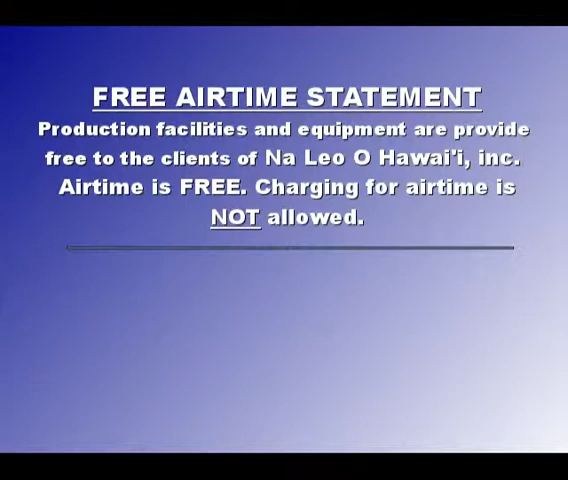 FREE AIRTIME STATEMENT
Production facilities and equipment are provide
free to the clients of Na Leo O Hawai'i, inc.
Airtime is FREE. Charging for airtime is
NOT allowed.